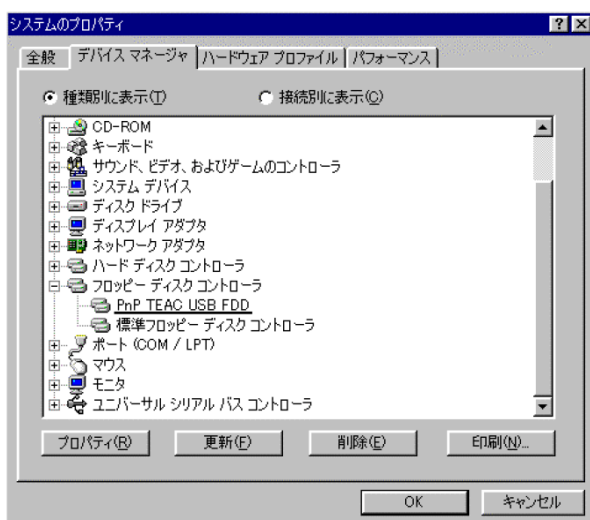 システムのプロパティ
全般 デバイス マネージャ ハードウェア プロファイル パフォーマンス
種類別に表示(T) 接続別に表示(C)
CD-ROM
キーボード
サウンド、ビデオ、およびゲームのコントローラ
システム デバイス
ディスク ドライブ
ディスプレイ アダプタ
ネットワーク アダプタ
ハード ディスク コントローラ
フロッピー ディスク コントローラ
PnP TEAC USB FDD
標準フロッピー ディスク コントローラ
ポート (COM / LPT)
マウス
モニタ
ユニバーサル シリアル バス コントローラ
プロパティ(R) 更新(F) 削除(E) 印刷(N)...
OK キャンセル